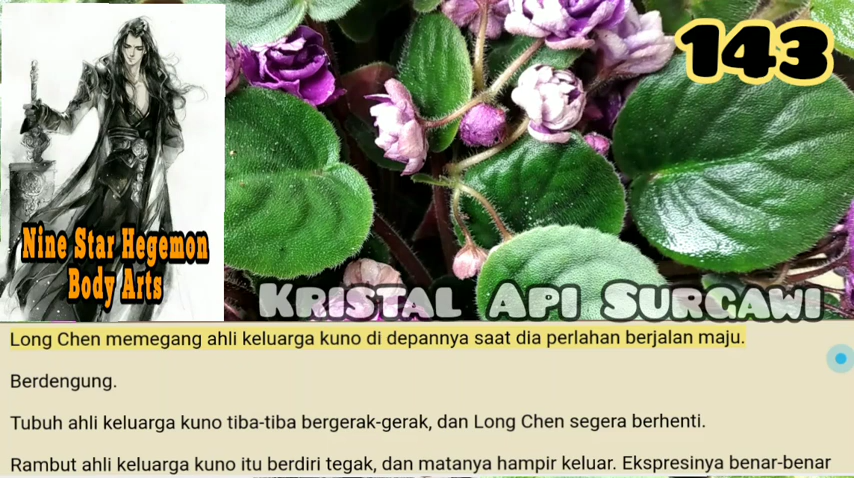 143
Nine Star Hegemon
Body Arts
Kristal Api Surgawi
Long Chen memegang ahli keluarga kuno di depannya saat dia perlahan berjalan maju.
Berdengung.
Tubuh ahli keluarga kuno tiba-tiba bergerak-gerak, dan Long Chen segera berhenti.
Rambut ahli keluarga kuno itu berdiri tegak, dan matanya hampir keluar. Ekspresinya benar-benar